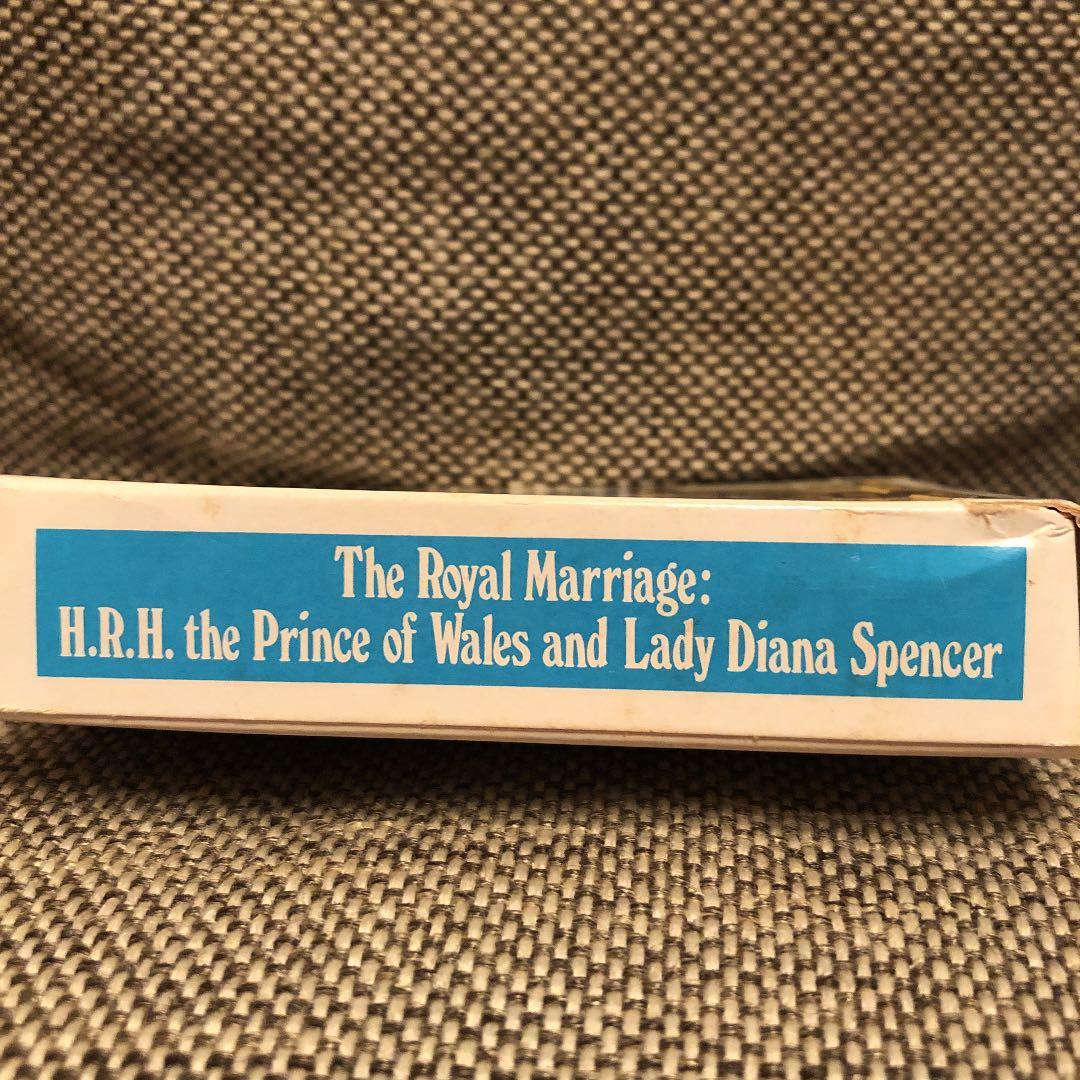 The Royal Marriage:
H.R.H. the Prince of Wales and Lady Diana Spencer